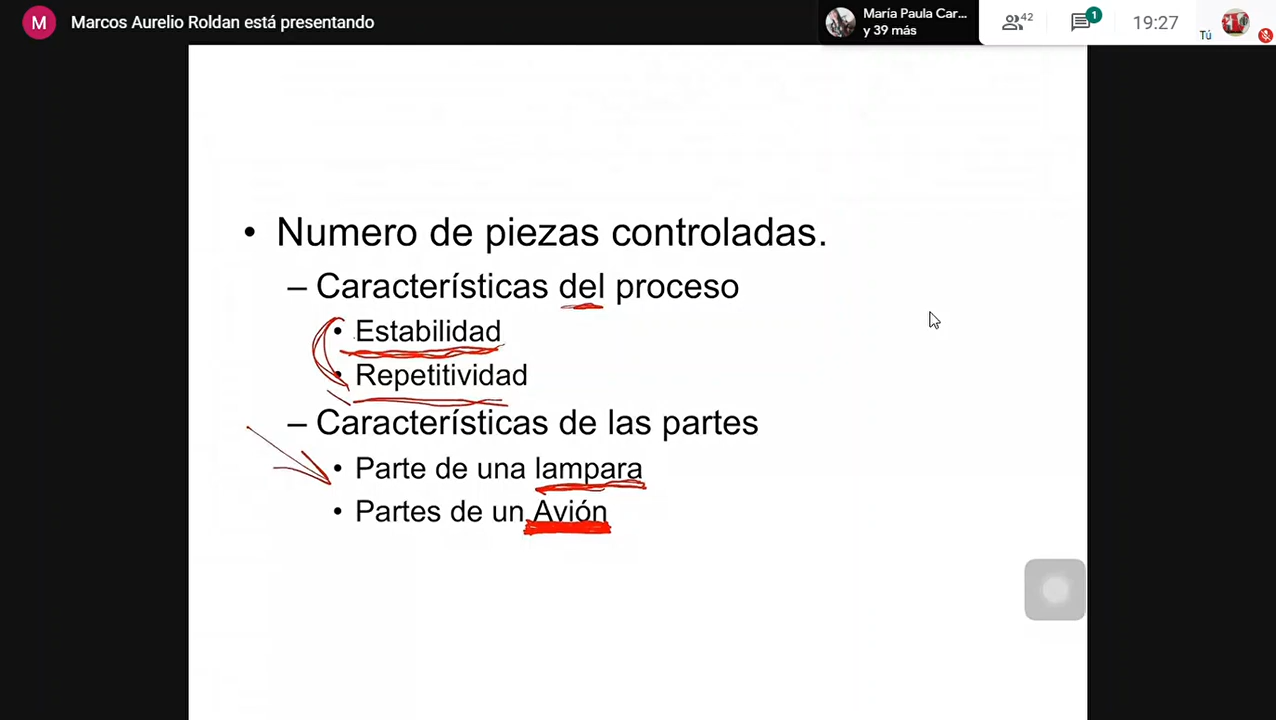 M Marcos Aurelio Roldan está presentando
María Paula Car...
y 39 más
42
1
19:27
Tú
• Numero de piezas controladas.
– Características del proceso
• Estabilidad
• Repetitividad
– Características de las partes
• Parte de una lampara
• Partes de un Avión